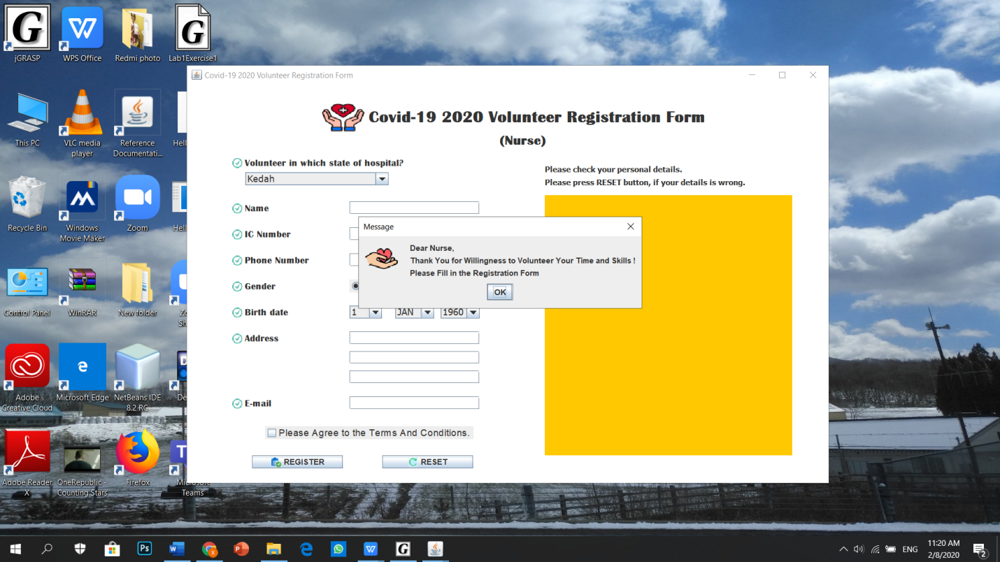 jGRASP
WPS Office
Redmi photo
Lab1Exercise1
This PC
VLC media
player
Reference
Documentati...
Hell
Recycle Bin
Windows
Movie Maker
Zoom
Hell
Control Panel
WinRAR
New folder
Zo
Sh
Adobe
Creative Cloud
Microsoft Edge
NetBeans IDE
8.2 RC
De
Adobe Reader
X
OneRepublic -
Counting Stars
Firefox
Micros
Teams
Covid-19 2020 Volunteer Registration Form
Covid-19 2020 Volunteer Registration Form
(Nurse)
Volunteer in which state of hospital?
Kedah
Name
IC Number
Phone Number
Gender
Birth date
1 JAN 1960
Address
E-mail
Please Agree to the Terms And Conditions.
REGISTER RESET
Please check your personal details.
Please press RESET button, if your details is wrong.
Message
Dear Nurse,
Thank You for Willingness to Volunteer Your Time and Skills !
Please Fill in the Registration Form
OK
ENG
11:20 AM
2/8/2020
2